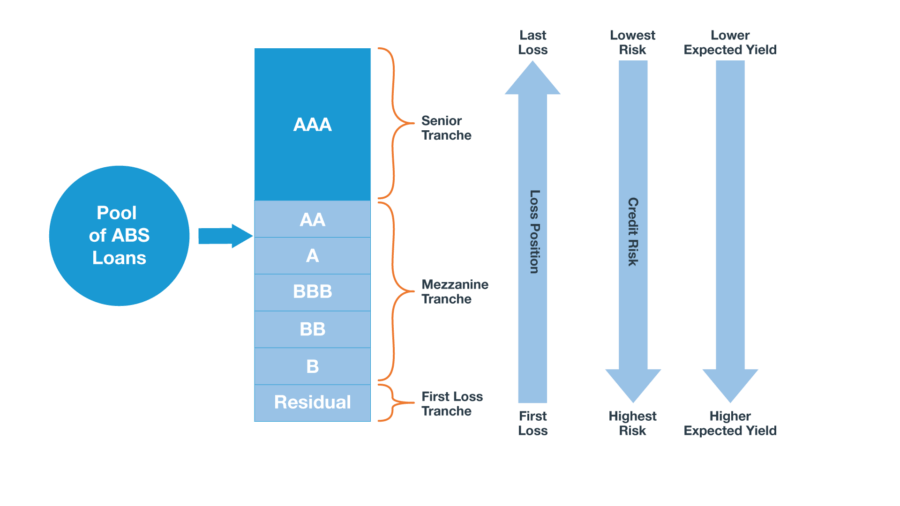 Pool
of ABS
Loans
AAA
AA
A
BBB
BB
B
Residual
Senior
Tranche
Mezzanine
Tranche
First Loss
Tranche
Last
Loss
Loss Position
First
Loss
Lowest
Risk
Credit Risk
Highest
Risk
Lower
Expected Yield
Higher
Expected Yield